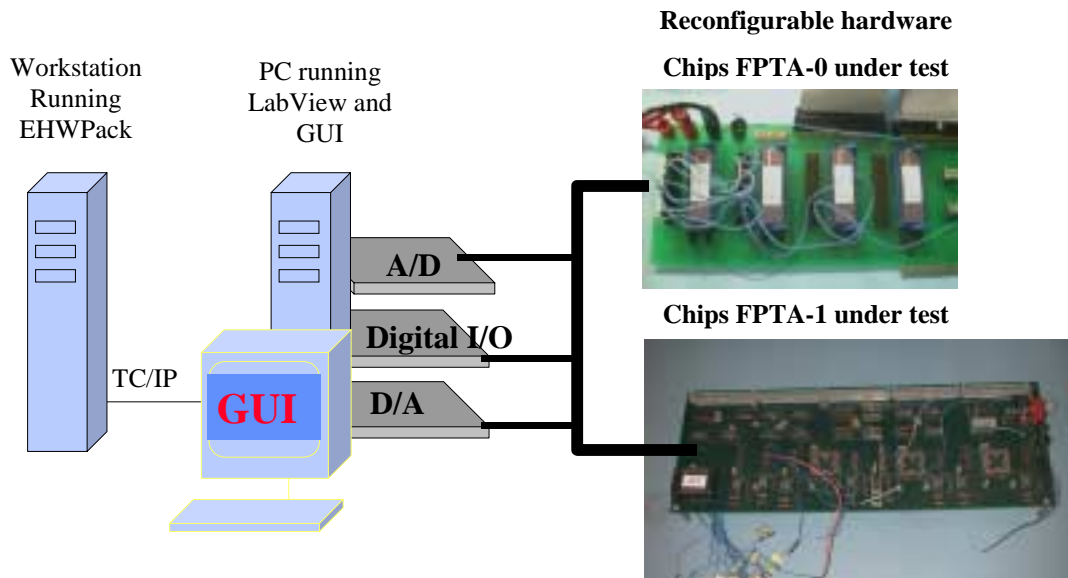 Reconfigurable hardware
Workstation
Running
EHWPack
PC running
LabView and
GUI
Chips FPTA-0 under test
A/D
Digital I/O
D/A
Chips FPTA-1 under test
TC/IP
GUI